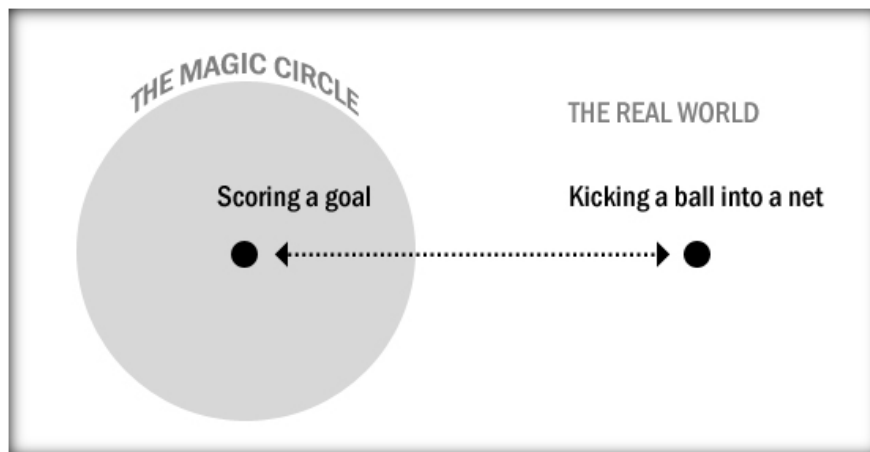 THE MAGIC CIRCLE
THE REAL WORLD
Scoring a goal
Kicking a ball into a net